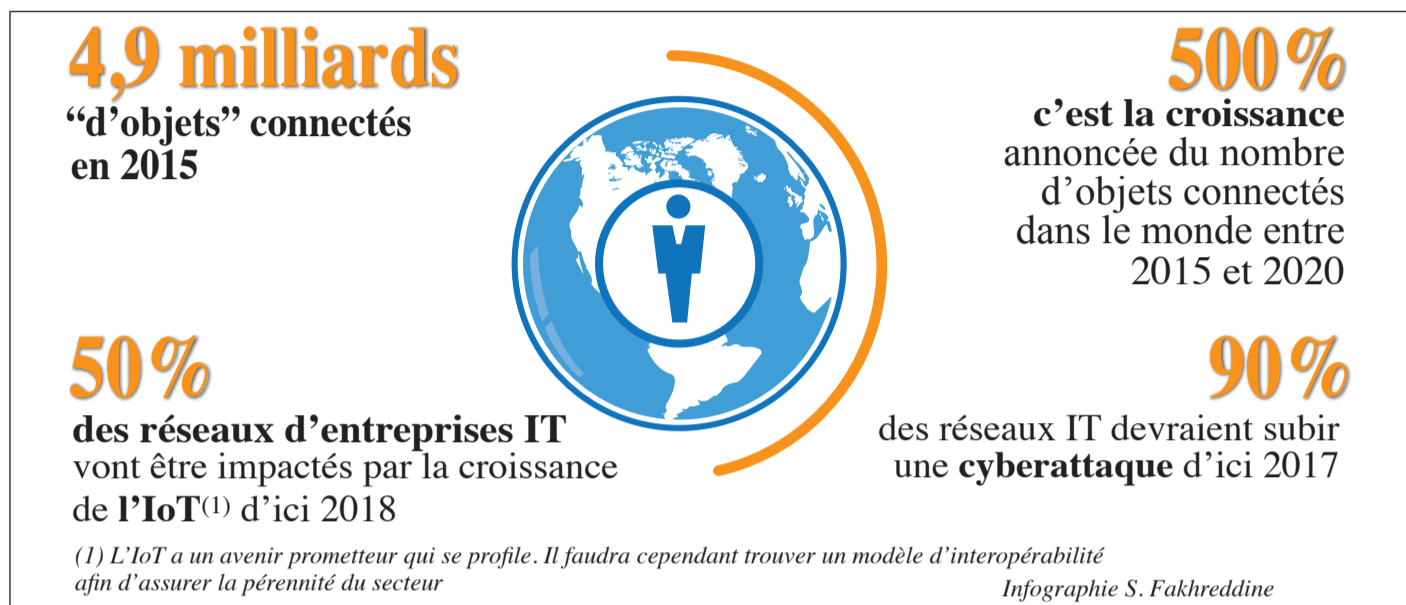 4,9 milliards
“d’objets” connectés
en 2015
500%
c’est la croissance
annoncée du nombre
d’objets connectés
dans le monde entre
2015 et 2020
50%
des réseaux d’entreprises IT
vont être impactés par la croissance
de l’IoT(1) d’ici 2018
90%
des réseaux IT devraient subir
une cyberattaque d’ici 2017
(1) L’IoT a un avenir prometteur qui se profile. Il faudra cependant trouver un modèle d’interopérabilité
afin d’assurer la pérennité du secteur
Infographie S. Fakhreddine